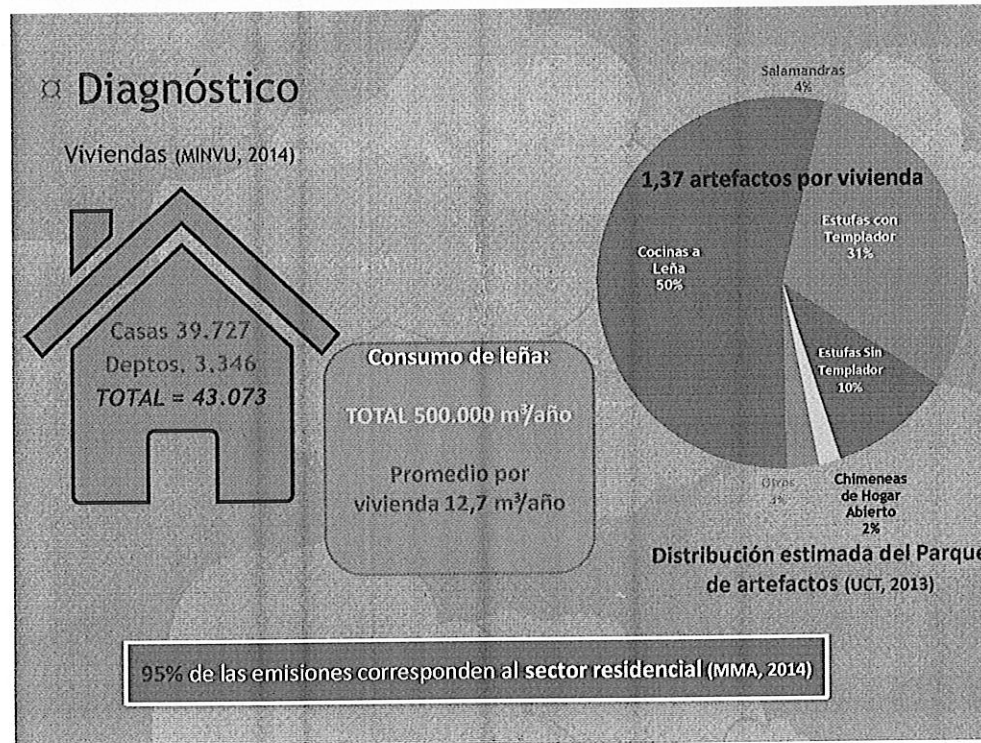 ¤ Diagnóstico
Viviendas (MINVU, 2014)
Casas 39.727
Deptos. 3.346
TOTAL = 43.073
Consumo de leña:
TOTAL 500.000 m³/año
Promedio por
vivienda 12,7 m³/año
Salamandras
4%
1,37 artefactos por vivienda
Estufas con
Templador
31%
Cocinas a
Leña
50%
Estufas Sin
Templador
10%
Otros
Chimeneas
de Hogar
Abierto
2%
Distribución estimada del Parque
de artefactos (UCT, 2013)
95% de las emisiones corresponden al sector residencial (MMA, 2014)